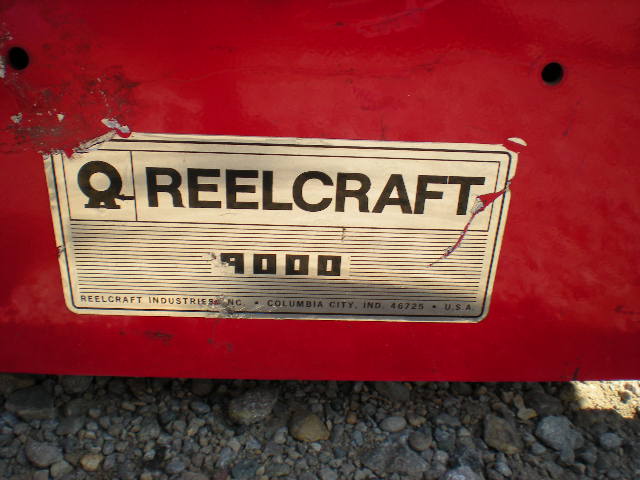 REELCRAFT
9000
REELCRAFT INDUSTRIES INC. • COLUMBIA CITY, IND. 46725 • U.S.A.